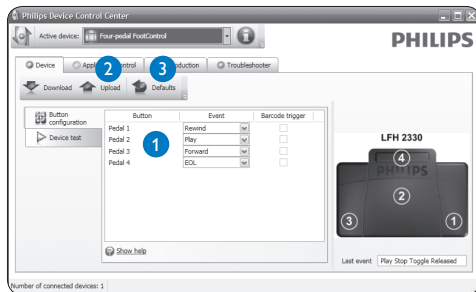 Philips Device Control Center
Active device: Four-pedal FootControl
PHILIPS
Device Control Troubleshooter
2 3
Download Upload Defaults
Button configuration
Device test
Button Event Barcode trigger
Pedal 1 Rewind
Pedal 2 Play
Pedal 3 Forward
Pedal 4 EOL
1
Show help
LFH 2330
4
PHILIPS
2
3 1
Last event Play Stop Toggle Released
Number of connected devices: 1